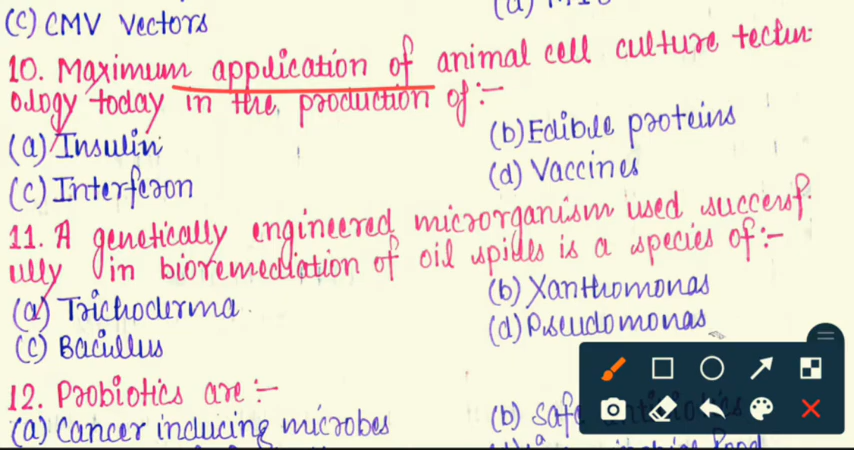 (c) CMV Vectors
10. Maximum application of animal cell culture techn-
ology today in the production of:-
(a) Insulin
(b) Edible proteins
(c) Interferon
(d) Vaccines
11. A genetically engineered microorganism used successf-
ully in bioremediation of oil spills is a species of:-
(a) Trichoderma
(b) Xanthomonas
(c) Bacillus
(d) Pseudomonas
12. Probiotics are:-
(a) Cancer inducing microbes
(b) Safe antibiotics